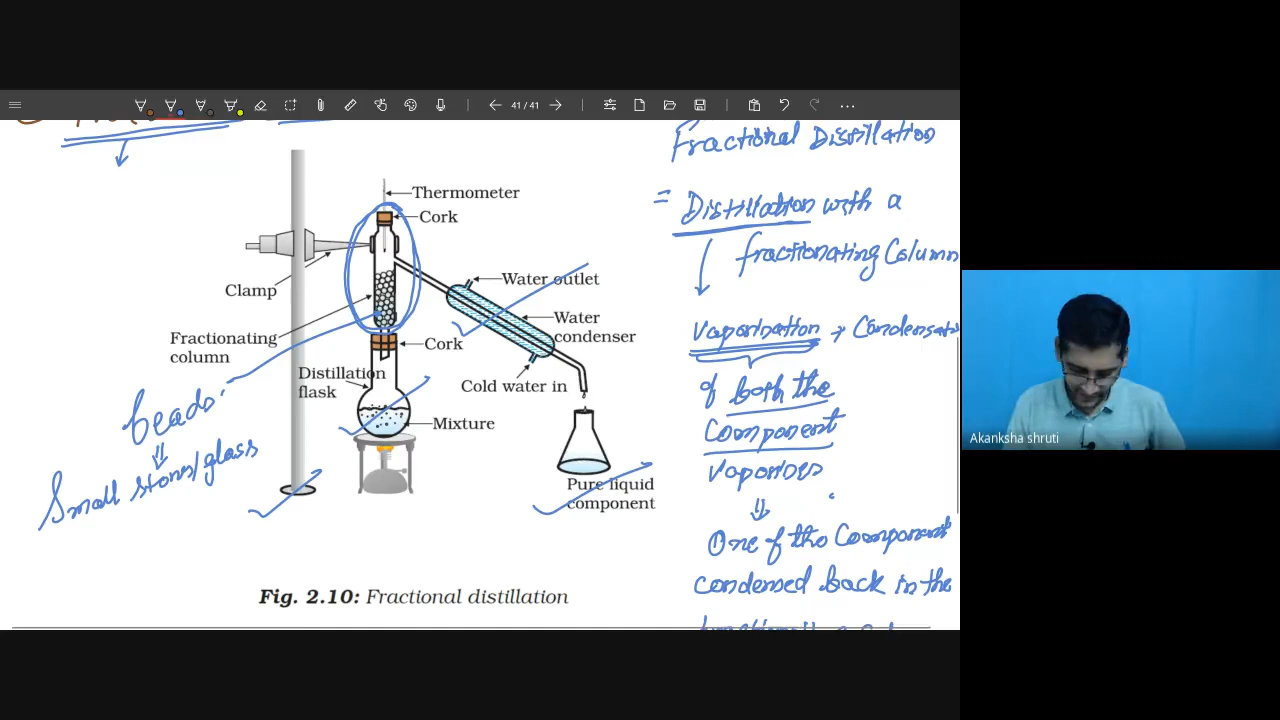 41/41
Fractional Distillation
= Distillation with a
fractionating Column
Vaporisation + Condensat
of both the
Component
vaporises
⇓
One of the Component
condensed back in the
Thermometer
Cork
Clamp
Water outlet
Water
condenser
Fractionating
column
Cork
Cold water in
Distillation
flask
Mixture
Pure liquid
component
beads
⇓
Small stones/glass
Fig. 2.10: Fractional distillation
Akanksha shruti